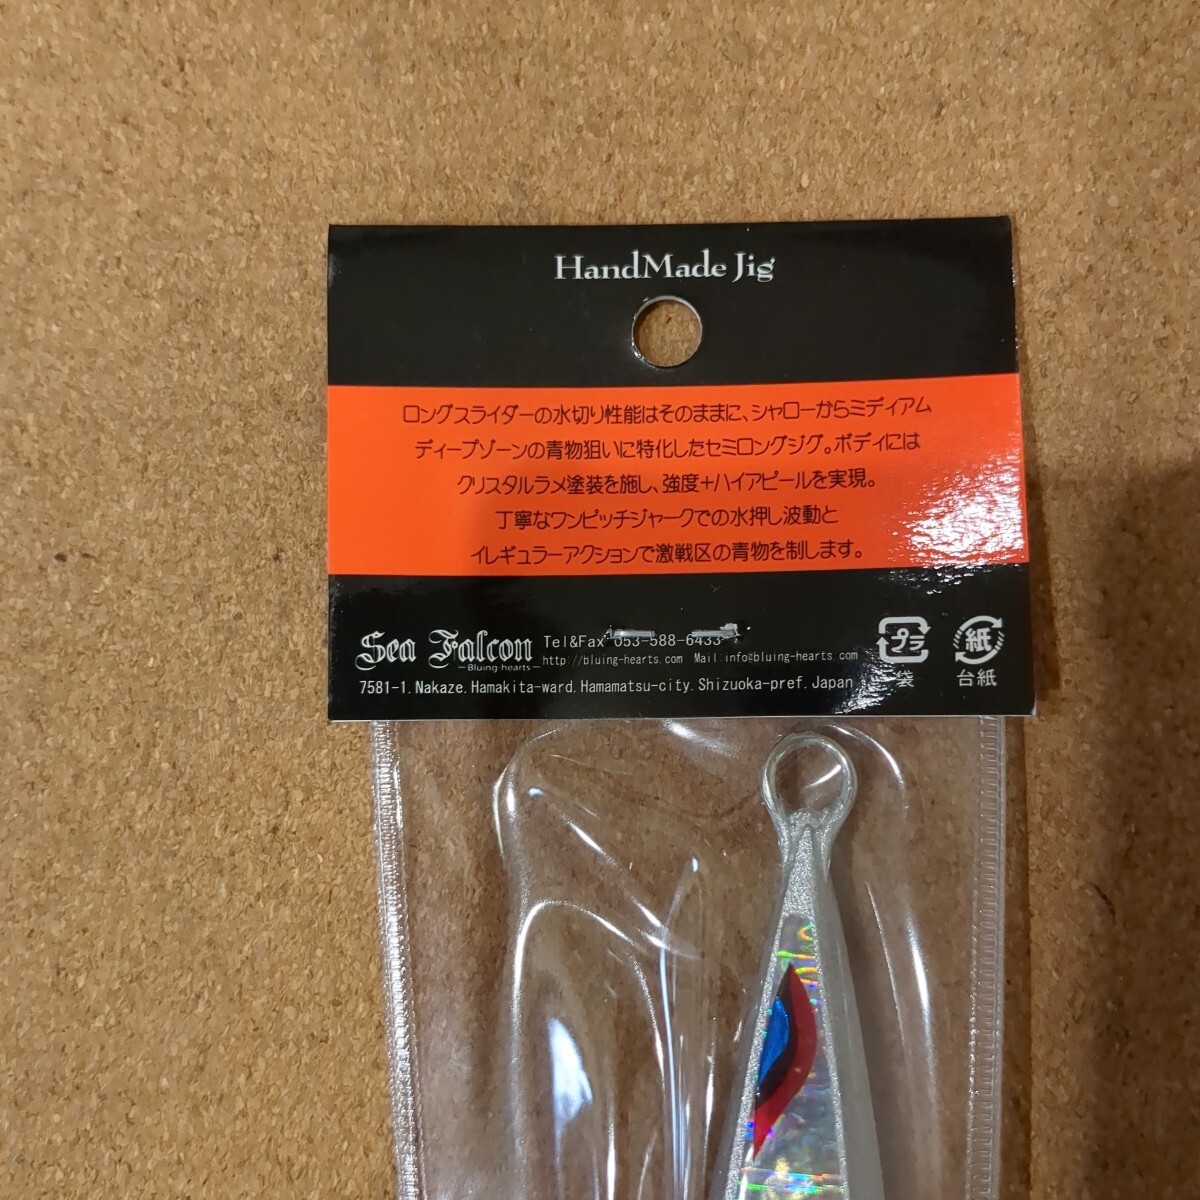 HandMade Jig
ロングスライダーの水切り性能はそのままに、シャローからミディアム
ディープゾーンの青物狙いに特化したセミロングジグ。ボディには
クリスタルラメ塗装を施し、強度+ハイアピールを実現。
丁寧なワンピッチジャークでの水押し波動と
イレギュラーアクションで激戦区の青物を制します。
Sea Falcon
Bluing-hearts
Tel&Fax 053-588-6433
http://bluing-hearts.com Mail:info@bluing-hearts.com
7581-1.Nakaze.Hamakita-ward.Hamamatsu-city.Shizuoka-pref.Japan
プラ
袋
紙
台紙